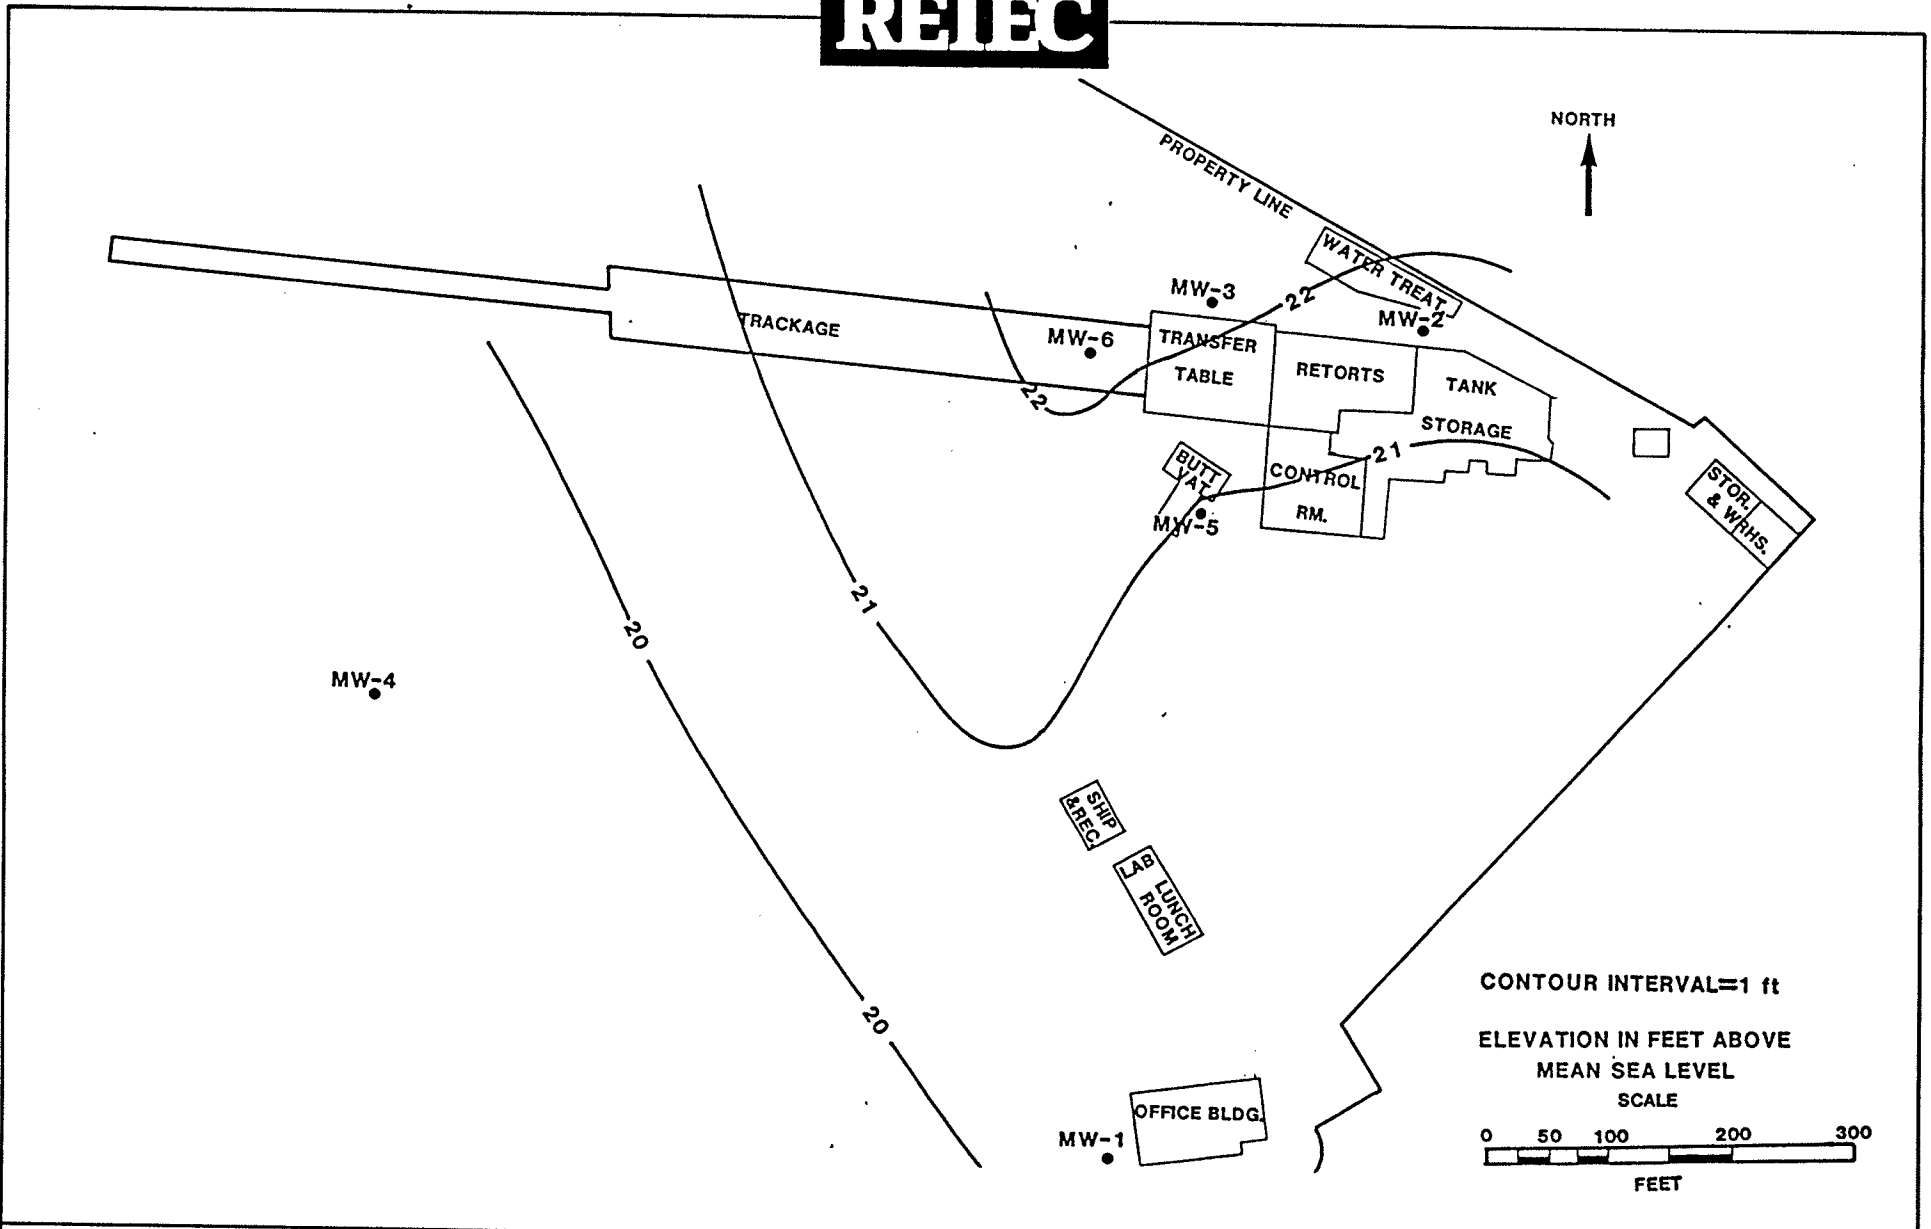 RETEC
NORTH
PROPERTY LINE
WATER TREAT
MW-3
22
MW-2
TRACKAGE
MW-6
TRANSFER
TABLE
RETORTS
TANK
STORAGE
22
21
BUTT
VAT
CONTROL
RM.
MW-5
STOR.
& WRHS.
21
20
MW-4
SHIP
&REC.
LAB
LUNCH
ROOM
20
CONTOUR INTERVAL=1 ft
ELEVATION IN FEET ABOVE
MEAN SEA LEVEL
SCALE
0 50 100 200 300
FEET
OFFICE BLDG.
MW-1